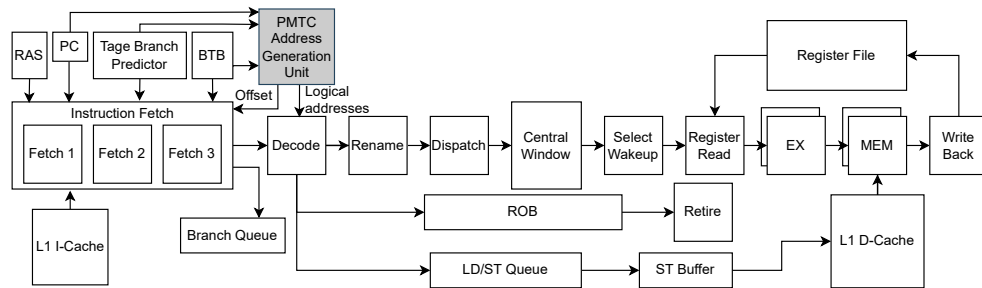 PMTC
Address
Generation
Unit
RAS
PC
Tage Branch
Predictor
BTB
Register File
Offset
Logical
addresses
Instruction Fetch
Fetch 1
Fetch 2
Fetch 3
Decode
Rename
Dispatch
Central
Window
Select
Wakeup
Register
Read
EX
MEM
Write
Back
L1 I-Cache
Branch Queue
ROB
Retire
L1 D-Cache
LD/ST Queue
ST Buffer